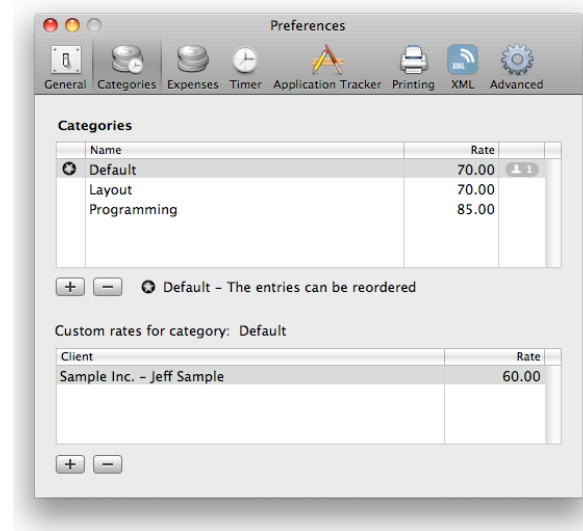 Preferences
General Categories Expenses Timer Application Tracker Printing XML Advanced
Categories
Name Rate
Default 70.00 1
Layout 70.00
Programming 85.00
+ − Default – The entries can be reordered
Custom rates for category: Default
Client Rate
Sample Inc. – Jeff Sample 60.00
+ −